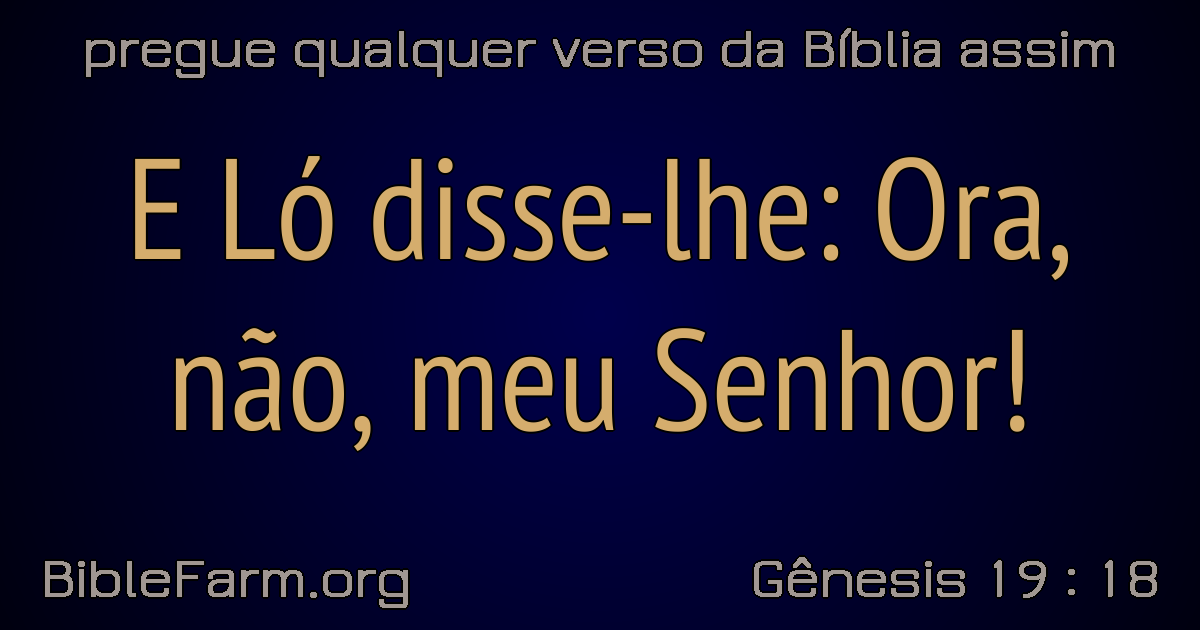 pregue qualquer verso da Bíblia assim
E Ló disse-lhe: Ora,
não, meu Senhor!
BibleFarm.org
Gênesis 19 : 18